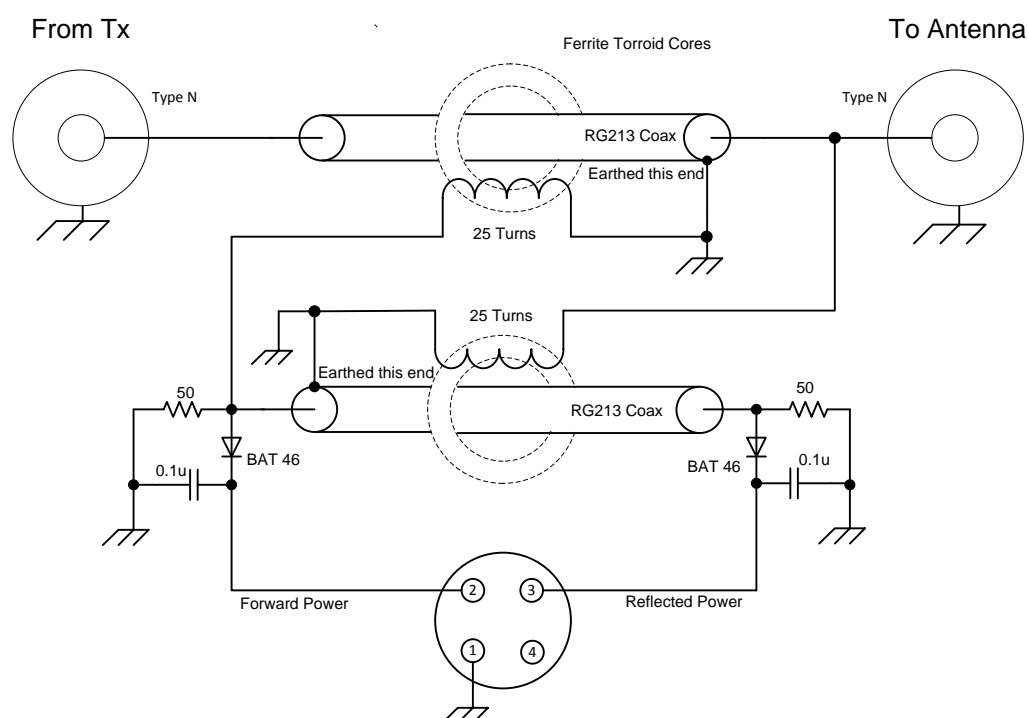 From Tx
`
To Antenna
Ferrite Torroid Cores
Type N
Type N
RG213 Coax
Earthed this end
25 Turns
25 Turns
Earthed this end
50
50
RG213 Coax
BAT 46
BAT 46
0.1u
0.1u
2
3
Forward Power
Reflected Power
1
4